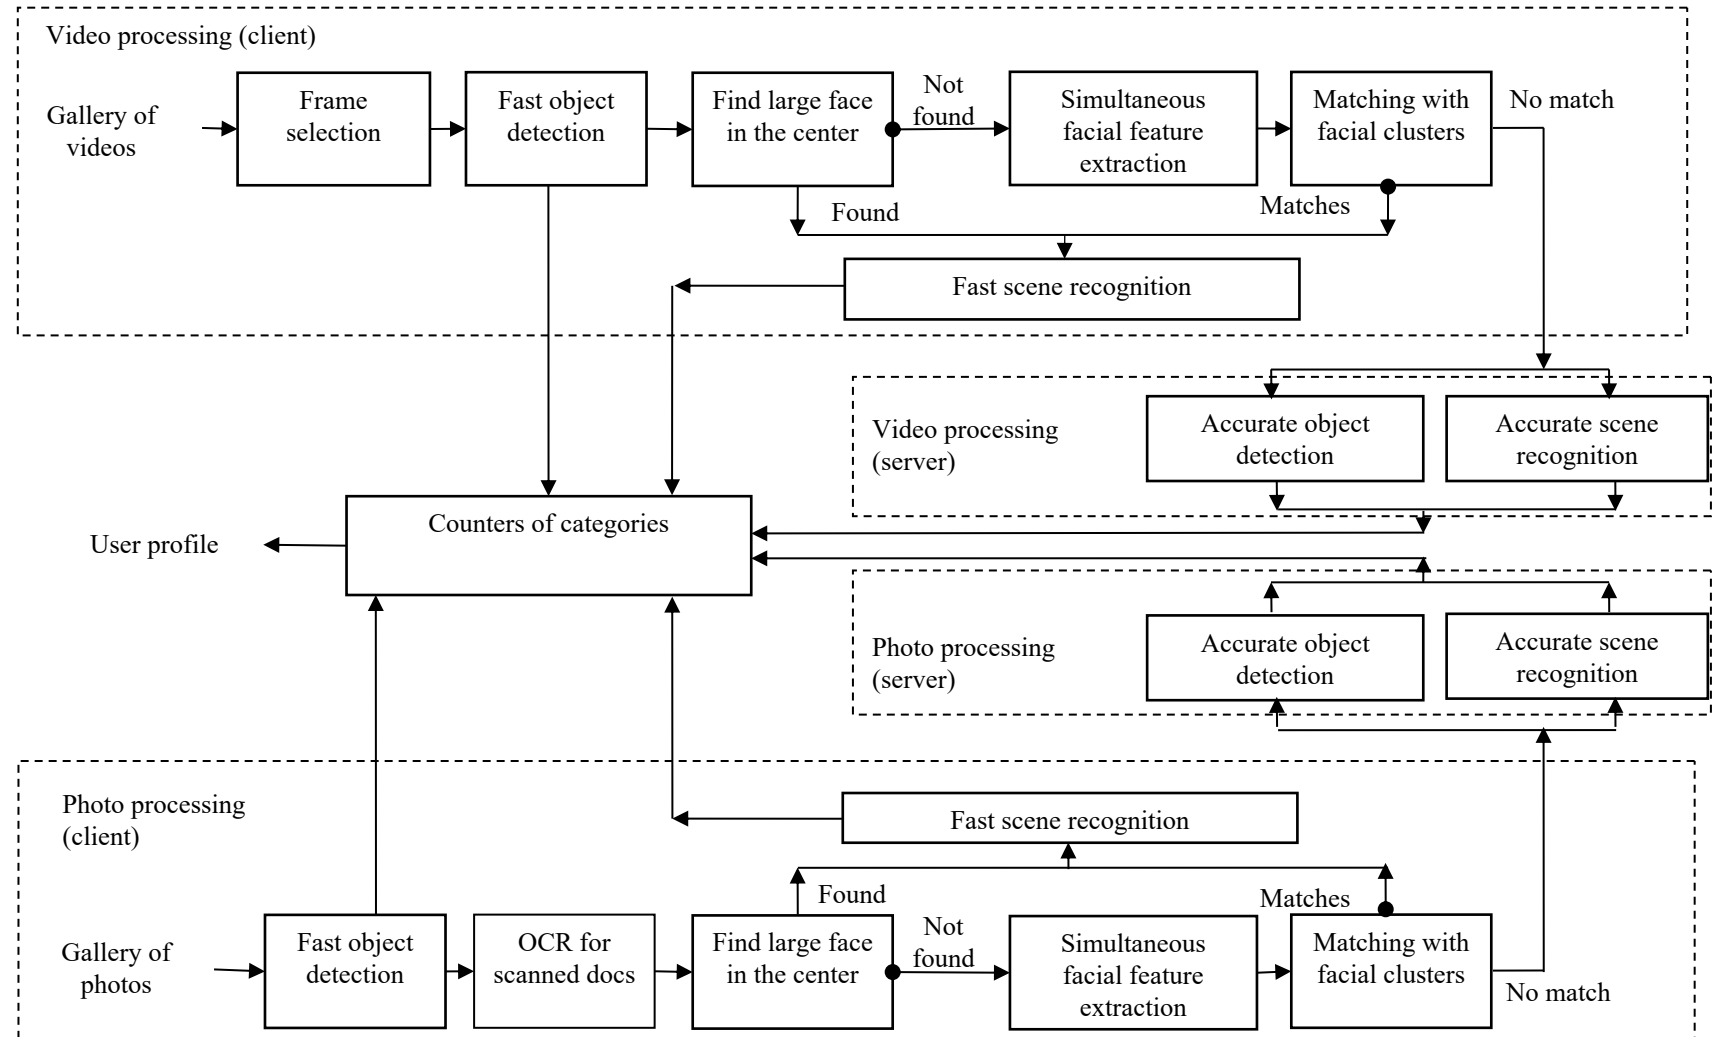 Video processing (client)
Gallery of
videos
Frame
selection
Fast object
detection
Find large face
in the center
Not
found
Simultaneous
facial feature
extraction
Matching with
facial clusters
No match
Found
Matches
Fast scene recognition
Video processing
(server)
Accurate object
detection
Accurate scene
recognition
Counters of categories
User profile
Photo processing
(server)
Accurate object
detection
Accurate scene
recognition
Photo processing
(client)
Fast scene recognition
Found
Matches
Gallery of
photos
Fast object
detection
OCR for
scanned docs
Find large face
in the center
Not
found
Simultaneous
facial feature
extraction
Matching with
facial clusters
No match